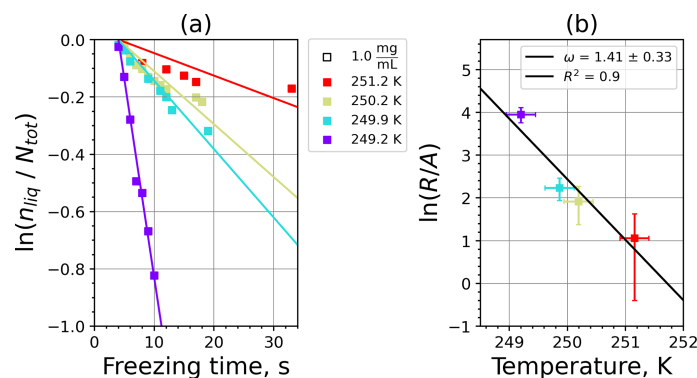 (a)
ln(n_liq / N_tot)
0.0
−0.2
−0.4
−0.6
−0.8
−1.0
0
10
20
30
Freezing time, s
1.0 mg/mL
251.2 K
250.2 K
249.9 K
249.2 K
(b)
ln(R/A)
5
4
3
2
1
0
−1
249
250
251
252
Temperature, K
ω = 1.41 ± 0.33
R² = 0.9